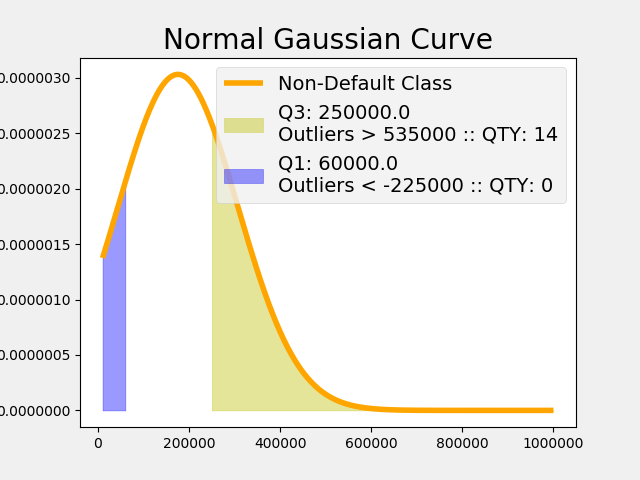 Normal Gaussian Curve
Non-Default Class
Q3: 250000.0
Outliers > 535000 :: QTY: 14
Q1: 60000.0
Outliers < -225000 :: QTY: 0
0.0000030
0.0000025
0.0000020
0.0000015
0.0000010
0.0000005
0.0000000
0 200000 400000 600000 800000 1000000